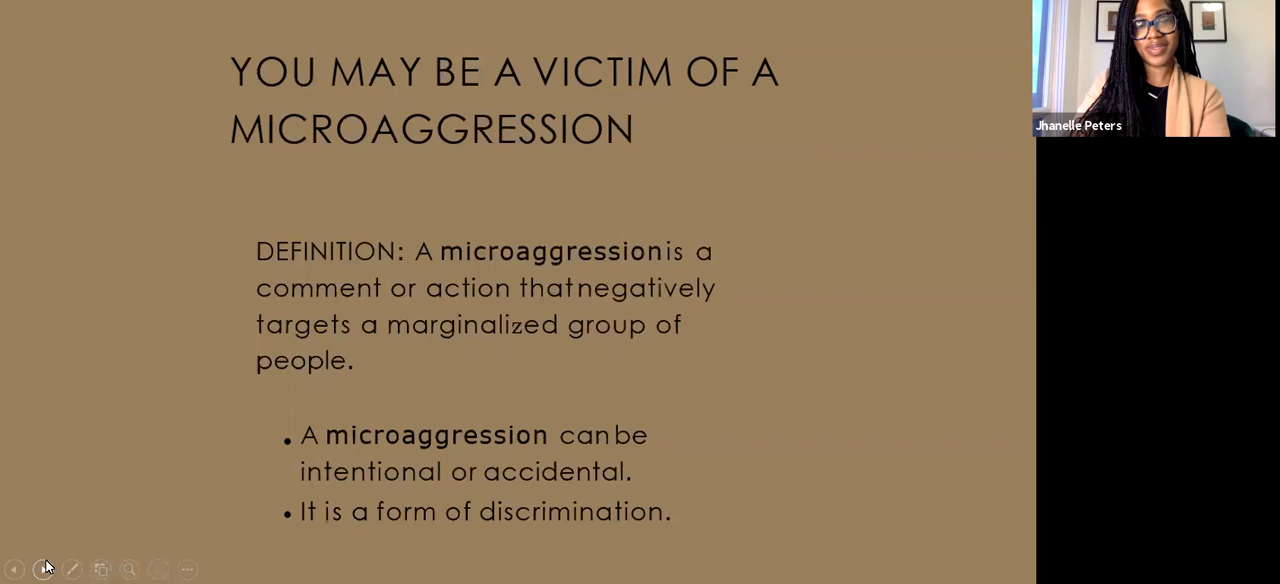 YOU MAY BE A VICTIM OF A
MICROAGGRESSION
DEFINITION: A microaggression is a
comment or action that negatively
targets a marginalized group of
people.
• A microaggression can be
intentional or accidental.
• It is a form of discrimination.
Jhanelle Peters